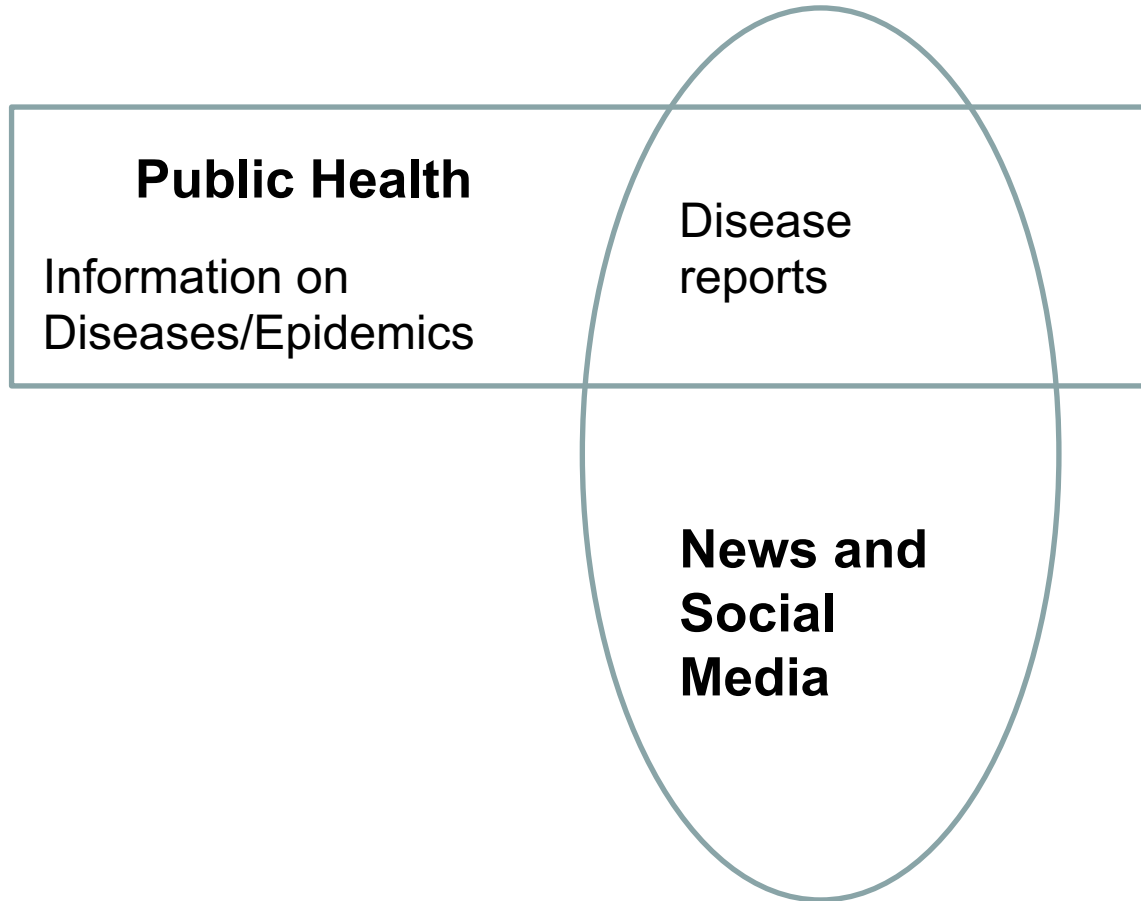 Public Health
Information on
Diseases/Epidemics
Disease
reports
News and
Social
Media